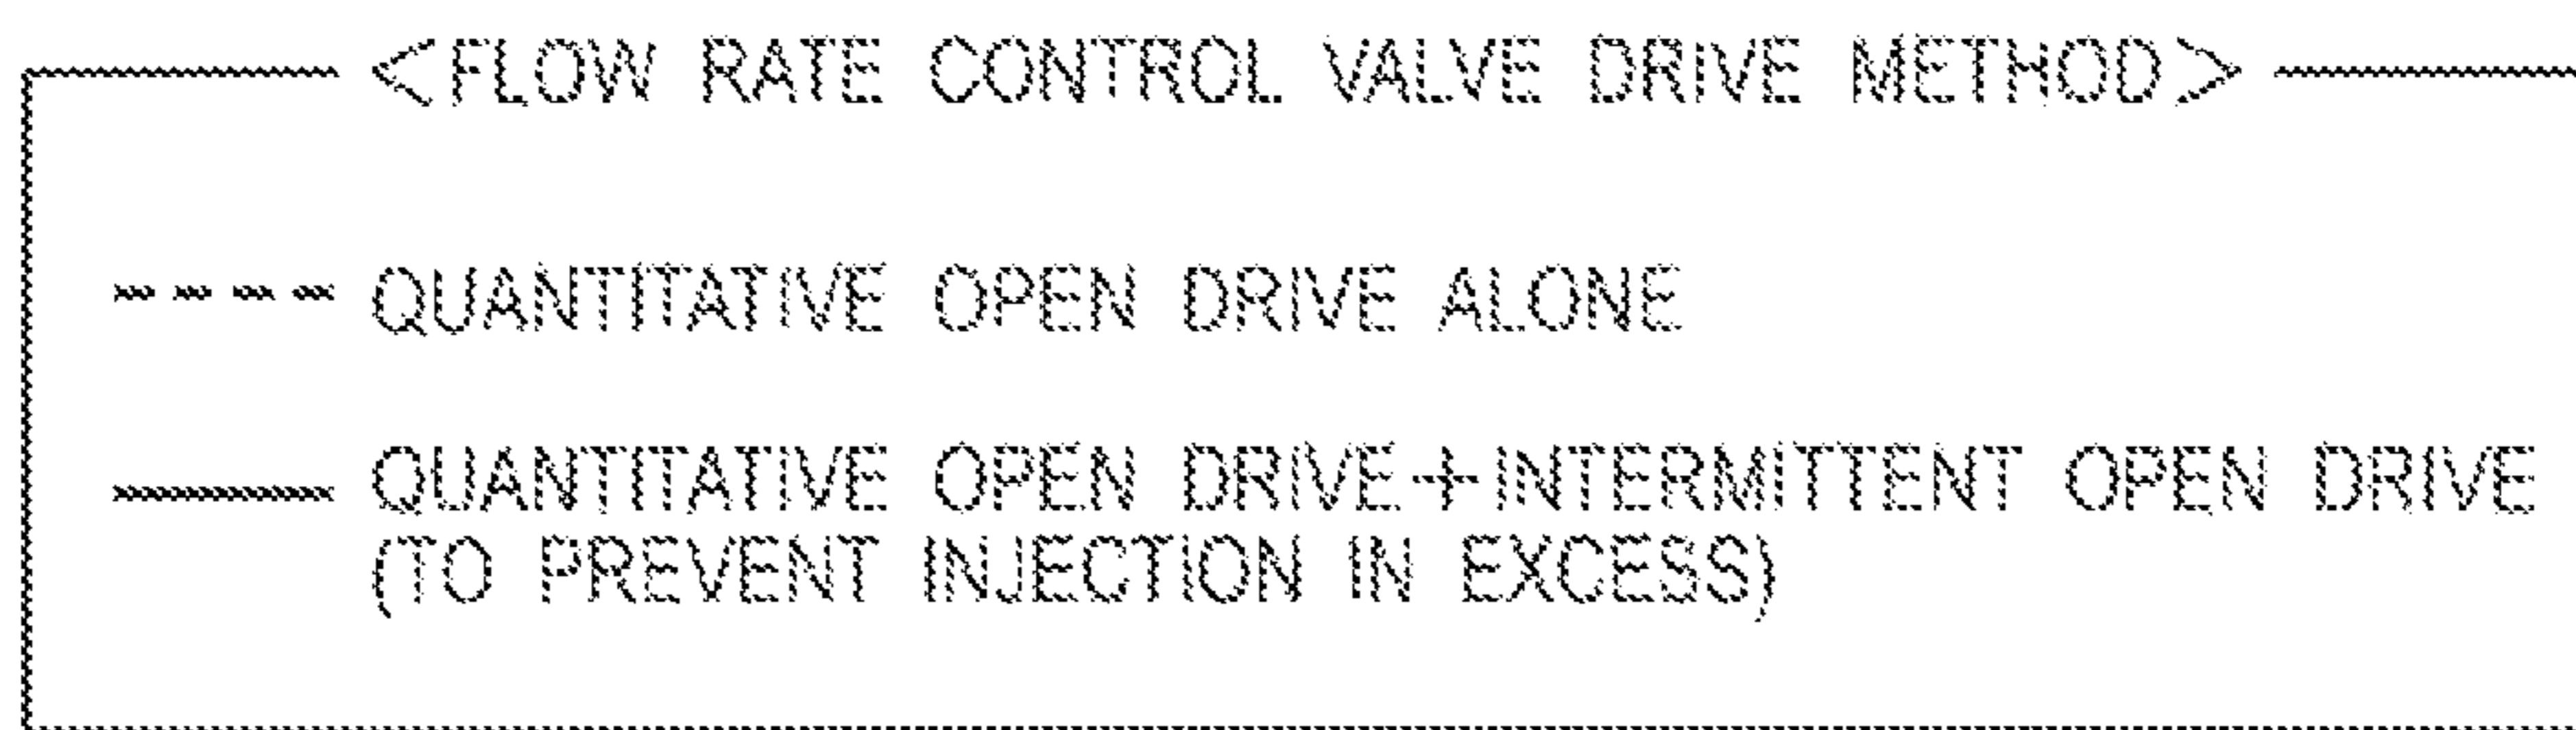 <FLOW RATE CONTROL VALVE DRIVE METHOD>
QUANTITATIVE OPEN DRIVE ALONE
QUANTITATIVE OPEN DRIVE+INTERMITTENT OPEN DRIVE
(TO PREVENT INJECTION IN EXCESS)